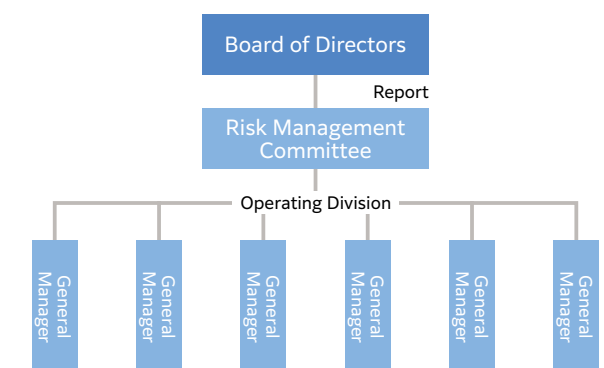 Board of Directors
Report
Risk Management
Committee
Operating Division
General
Manager
General
Manager
General
Manager
General
Manager
General
Manager
General
Manager